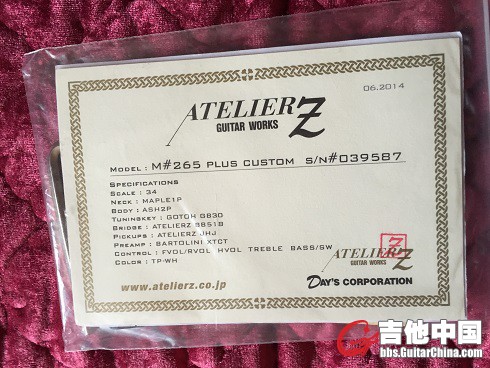 06.2014
ATELIER Z
GUITAR WORKS
MODEL : M#265 PLUS CUSTOM S/N#039587
SPECIFICATIONS
SCALE : 34
NECK : MAPLE1P
BODY : ASH2P
TUNINGKEY : GOTOH GB30
BRIDGE : ATELIERZ BB51B
PICKUPS : ATELIERZ JHJ
PREAMP : BARTOLINI XTCT
CONTROL : FVOL/RVOL HVOL TREBLE BASS/SW
COLOR : TP-WH
ATELIER Z
GUITAR WORKS
www.atelierz.co.jp
DAY'S CORPORATION
吉他中国
bbs.GuitarChina.com